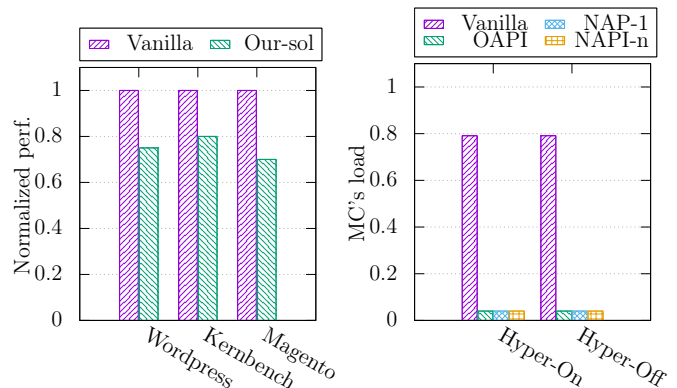 Vanilla Our-sol
Normalized perf.
1
0.8
0.6
0.4
0.2
0
Wordpress
Kernbench
Magento
Vanilla NAP-1
OAPI NAPI-n
MC's load
1
0.8
0.6
0.4
0.2
0
Hyper-On
Hyper-Off